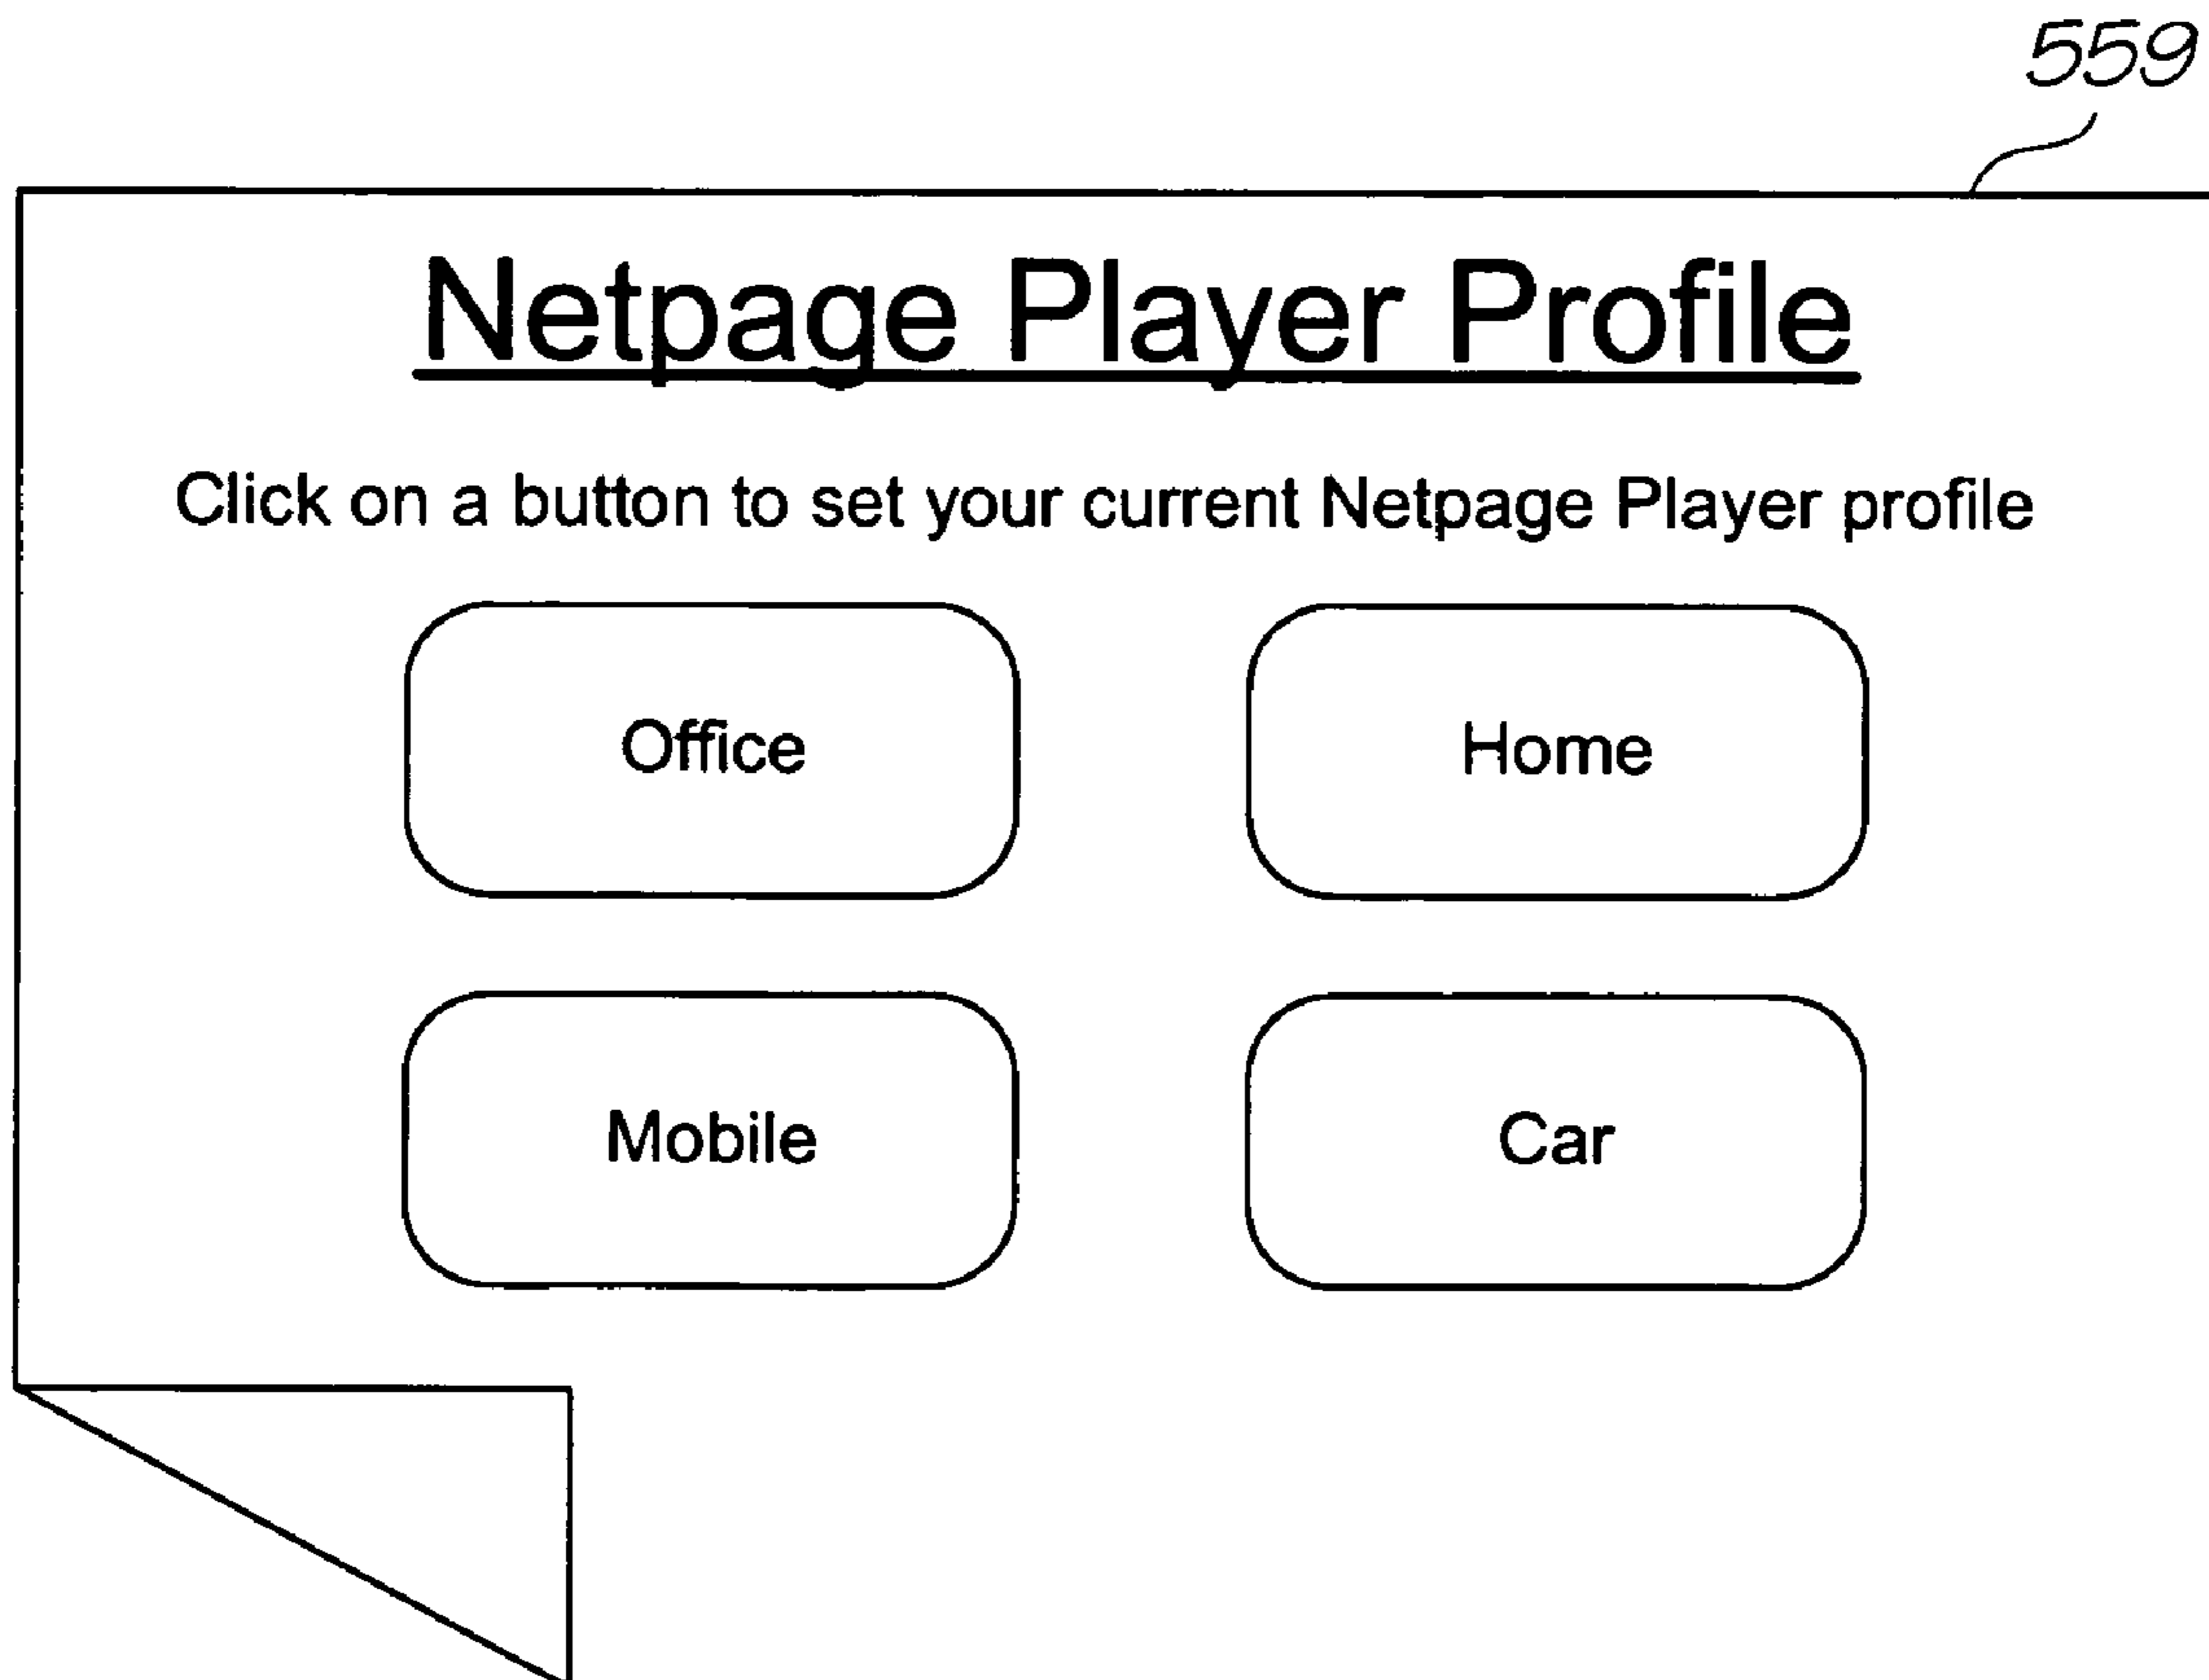 559
Netpage Player Profile
Click on a button to set your current Netpage Player profile
Office Home
Mobile Car